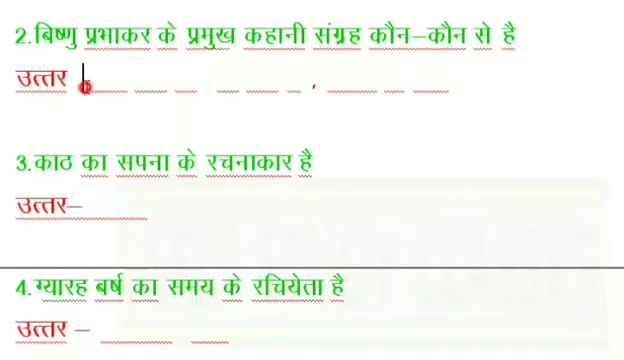 2.बिष्णु प्रभाकर के प्रमुख कहानी संग्रह कौन–कौन से है
उत्तर
3.काठ का सपना के रचनाकार है
उत्तर–
4.ग्यारह बर्ष का समय के रचियेता है
उत्तर –